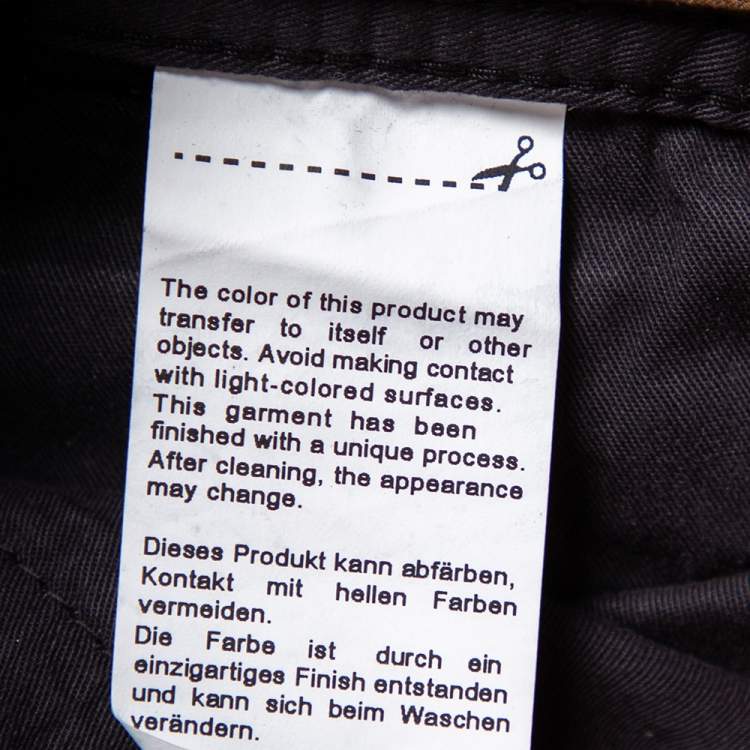 The color of this product may
transfer to itself or other
objects. Avoid making contact
with light-colored surfaces.
This garment has been
finished with a unique process.
After cleaning, the appearance
may change.
Dieses Produkt kann abfärben,
Kontakt mit hellen Farben
vermeiden.
Die Farbe ist durch ein
einzigartiges Finish entstanden
und kann sich beim Waschen
verändern.